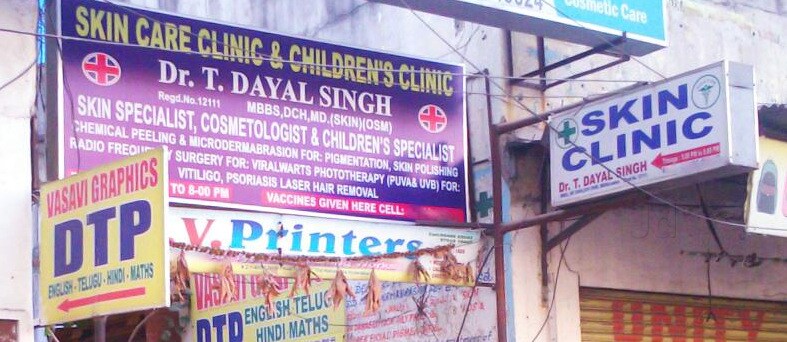 Cosmetic Care
SKIN CARE CLINIC & CHILDREN'S CLINIC
Dr. T. DAYAL SINGH
Regd.No.12111
MBBS,DCH,MD.(SKIN)(OSM)
SKIN SPECIALIST, COSMETOLOGIST & CHILDREN'S SPECIALIST
CHEMICAL PEELING & MICRODERMABRASION FOR: PIGMENTATION, SKIN POLISHING
RADIO FREQUENCY SURGERY FOR: VIRALWARTS PHOTOTHERAPY (PUVA& UVB) FOR:
VITILIGO, PSORIASIS LASER HAIR REMOVAL
TO 8-00 PM
VACCINES GIVEN HERE CELL:
SKIN
CLINIC
Dr. T. DAYAL SINGH
VASAVI GRAPHICS
DTP
ENGLISH - TELUGU - HINDI - MATHS
V. Printers
VASAVI GRAPHICS
DTP
ENGLISH TELUGU
HINDI MATHS
UNITY